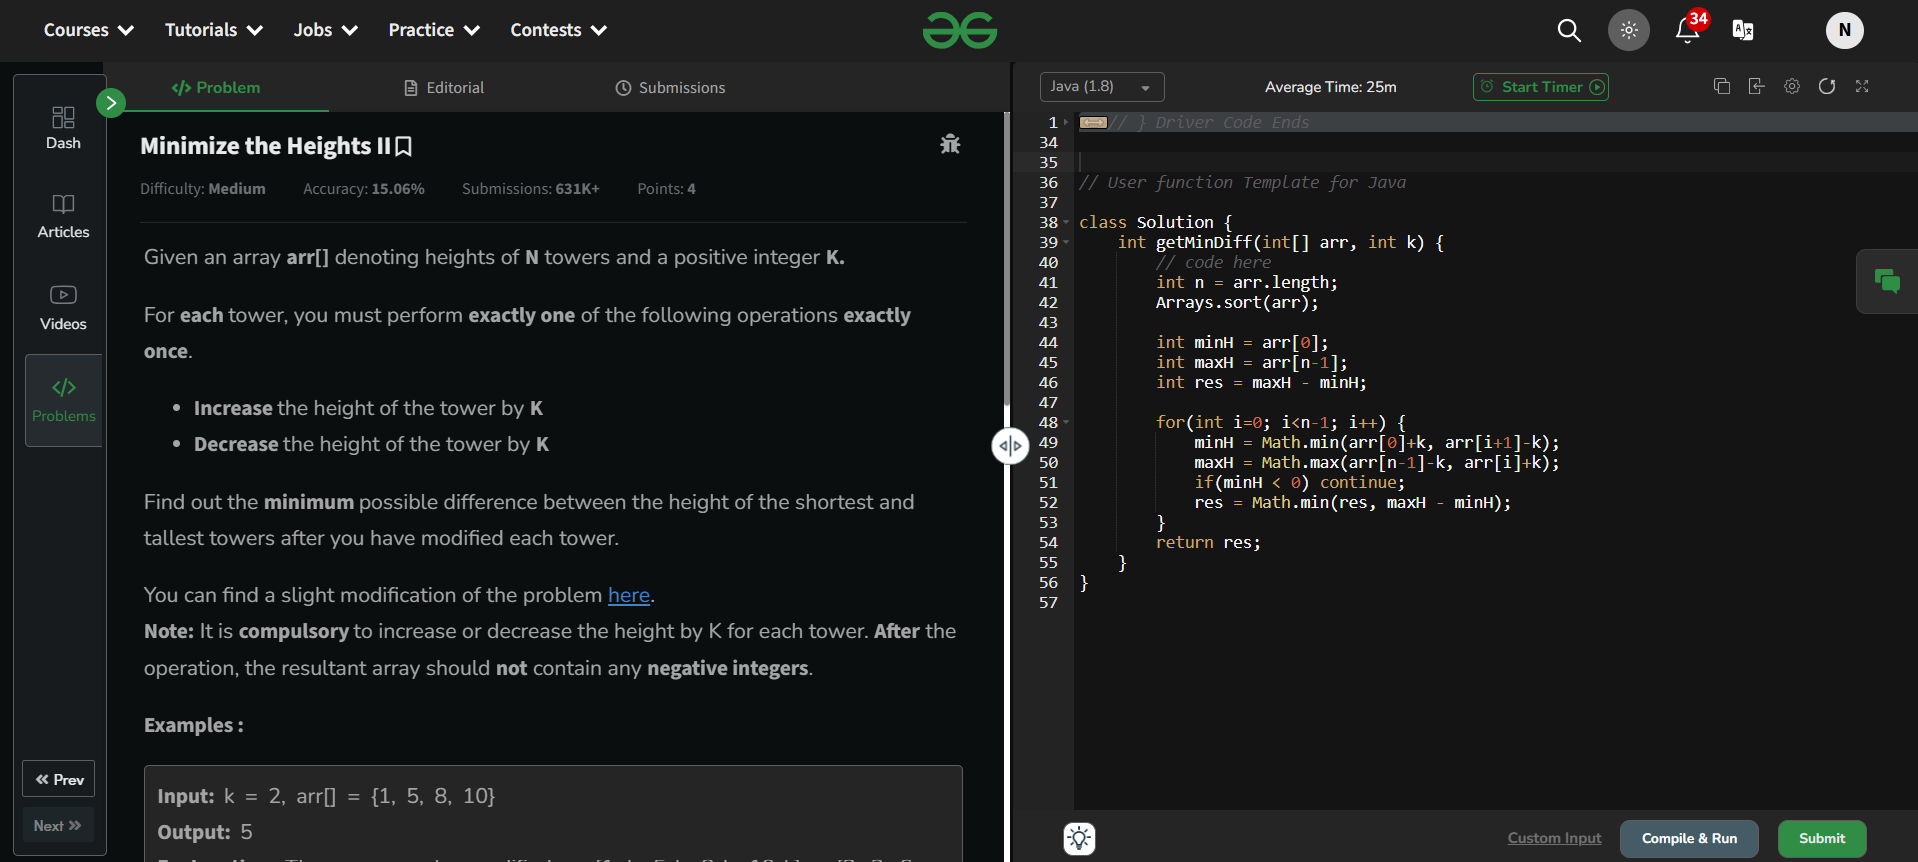 Courses Tutorials Jobs Practice Contests
34
N
Problem Editorial Submissions
Java (1.8) Average Time: 25m Start Timer
Dash
Articles
Videos
Problems
Prev
Next
Minimize the Heights II
Difficulty: Medium Accuracy: 15.06% Submissions: 631K+ Points: 4
Given an array arr[] denoting heights of N towers and a positive integer K.
For each tower, you must perform exactly one of the following operations exactly
once.
• Increase the height of the tower by K
• Decrease the height of the tower by K
Find out the minimum possible difference between the height of the shortest and
tallest towers after you have modified each tower.
You can find a slight modification of the problem here.
Note: It is compulsory to increase or decrease the height by K for each tower. After the
operation, the resultant array should not contain any negative integers.
Examples :
Input: k = 2, arr[] = {1, 5, 8, 10}
Output: 5
1 // } Driver Code Ends
34
35
36 // User function Template for Java
37
38 class Solution {
39 int getMinDiff(int[] arr, int k) {
40 // code here
41 int n = arr.length;
42 Arrays.sort(arr);
43
44 int minH = arr[0];
45 int maxH = arr[n-1];
46 int res = maxH - minH;
47
48 for(int i=0; i<n-1; i++) {
49 minH = Math.min(arr[0]+k, arr[i+1]-k);
50 maxH = Math.max(arr[n-1]-k, arr[i]+k);
51 if(minH < 0) continue;
52 res = Math.min(res, maxH - minH);
53 }
54 return res;
55 }
56 }
57
Custom Input Compile & Run Submit